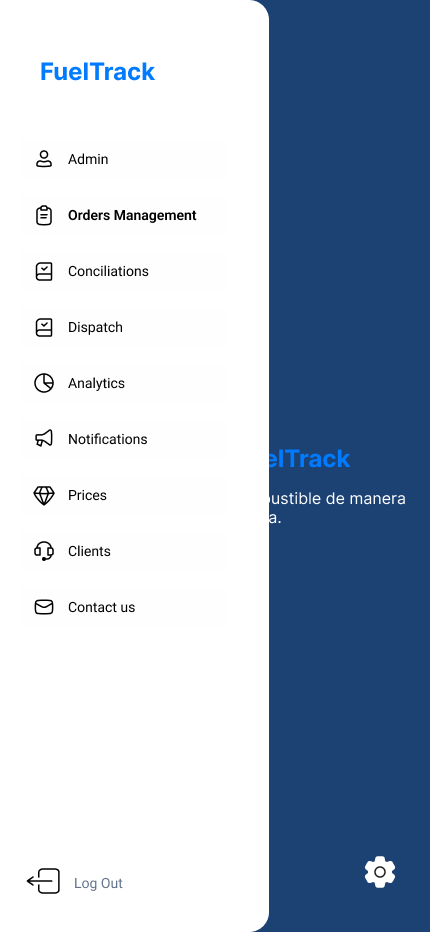 FuelTrack
Admin
Orders Management
Conciliations
Dispatch
Analytics
Notifications
Prices
Clients
Contact us
Log Out
elTrack
bustible de manera
a.